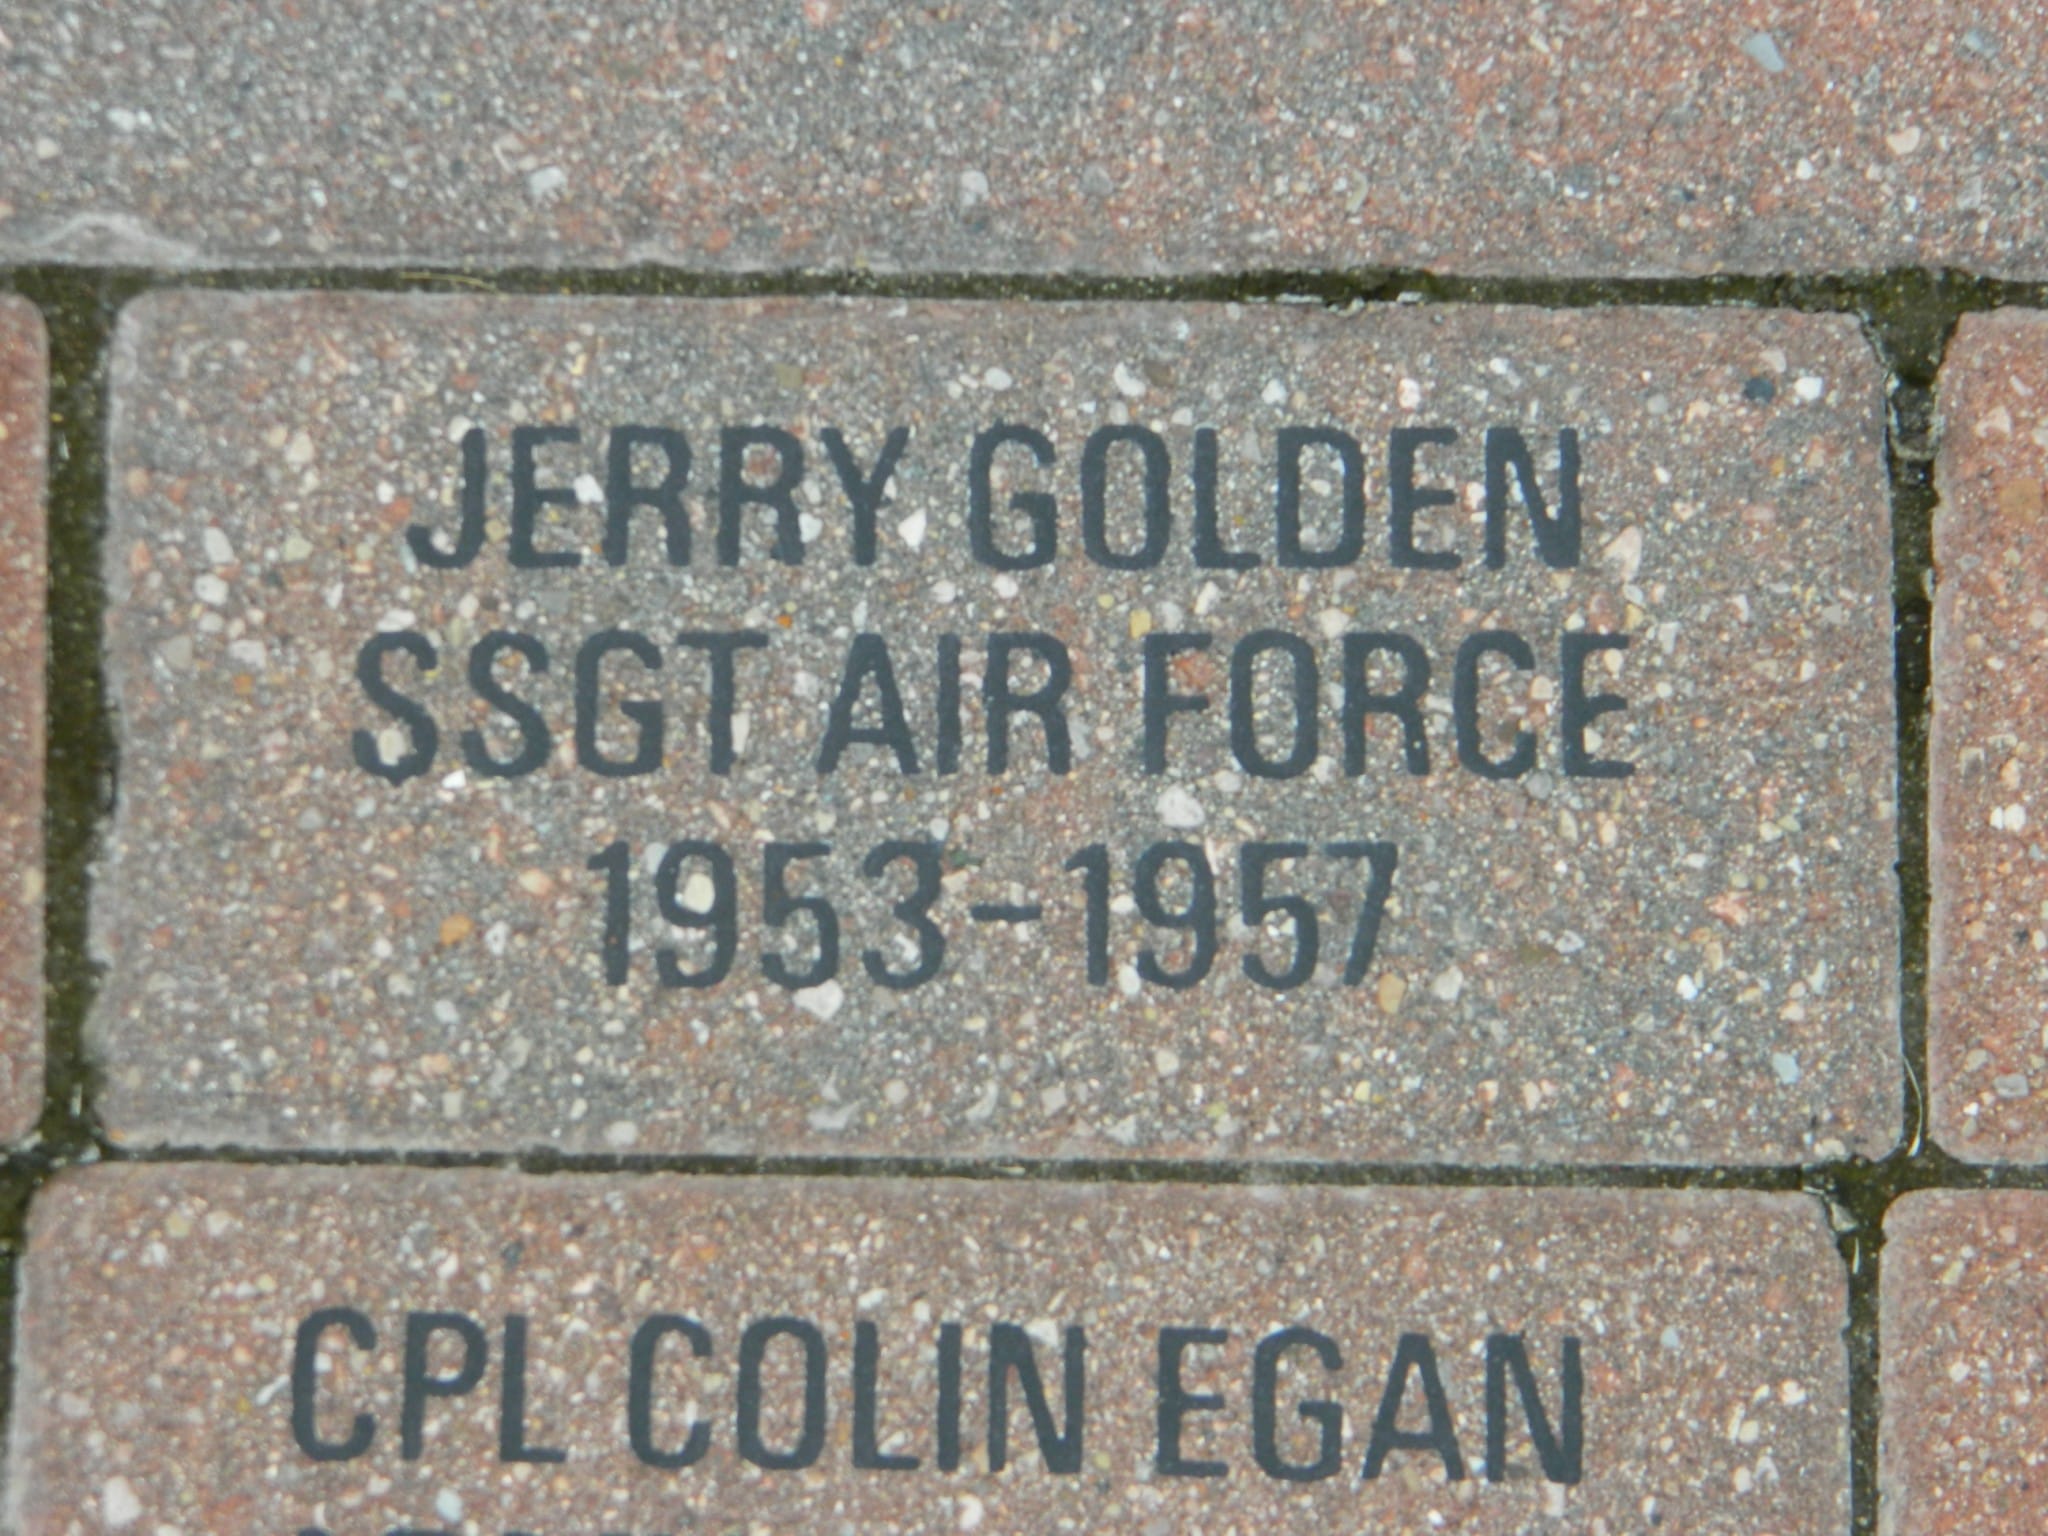 JERRY GOLDEN
SSGT AIR FORCE
1953-1957
CPL COLIN EGAN